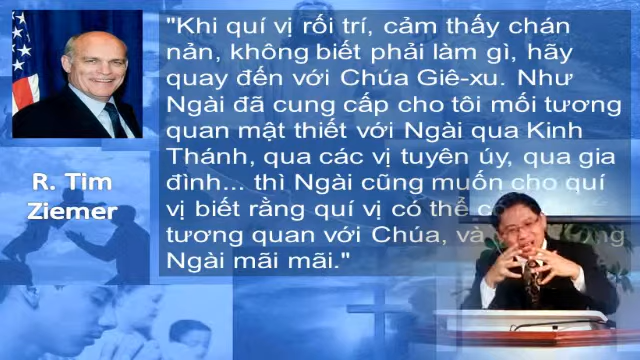 "Khi quí vị rối trí, cảm thấy chán
nản, không biết phải làm gì, hãy
quay đến với Chúa Giê-xu. Như
Ngài đã cung cấp cho tôi mối tương
quan mật thiết với Ngài qua Kinh
Thánh, qua các vị tuyên úy, qua gia
đình... thì Ngài cũng muốn cho quí
vị biết rằng quí vị có thể
tương quan với Chúa, và
Ngài mãi mãi."
R. Tim
Ziemer